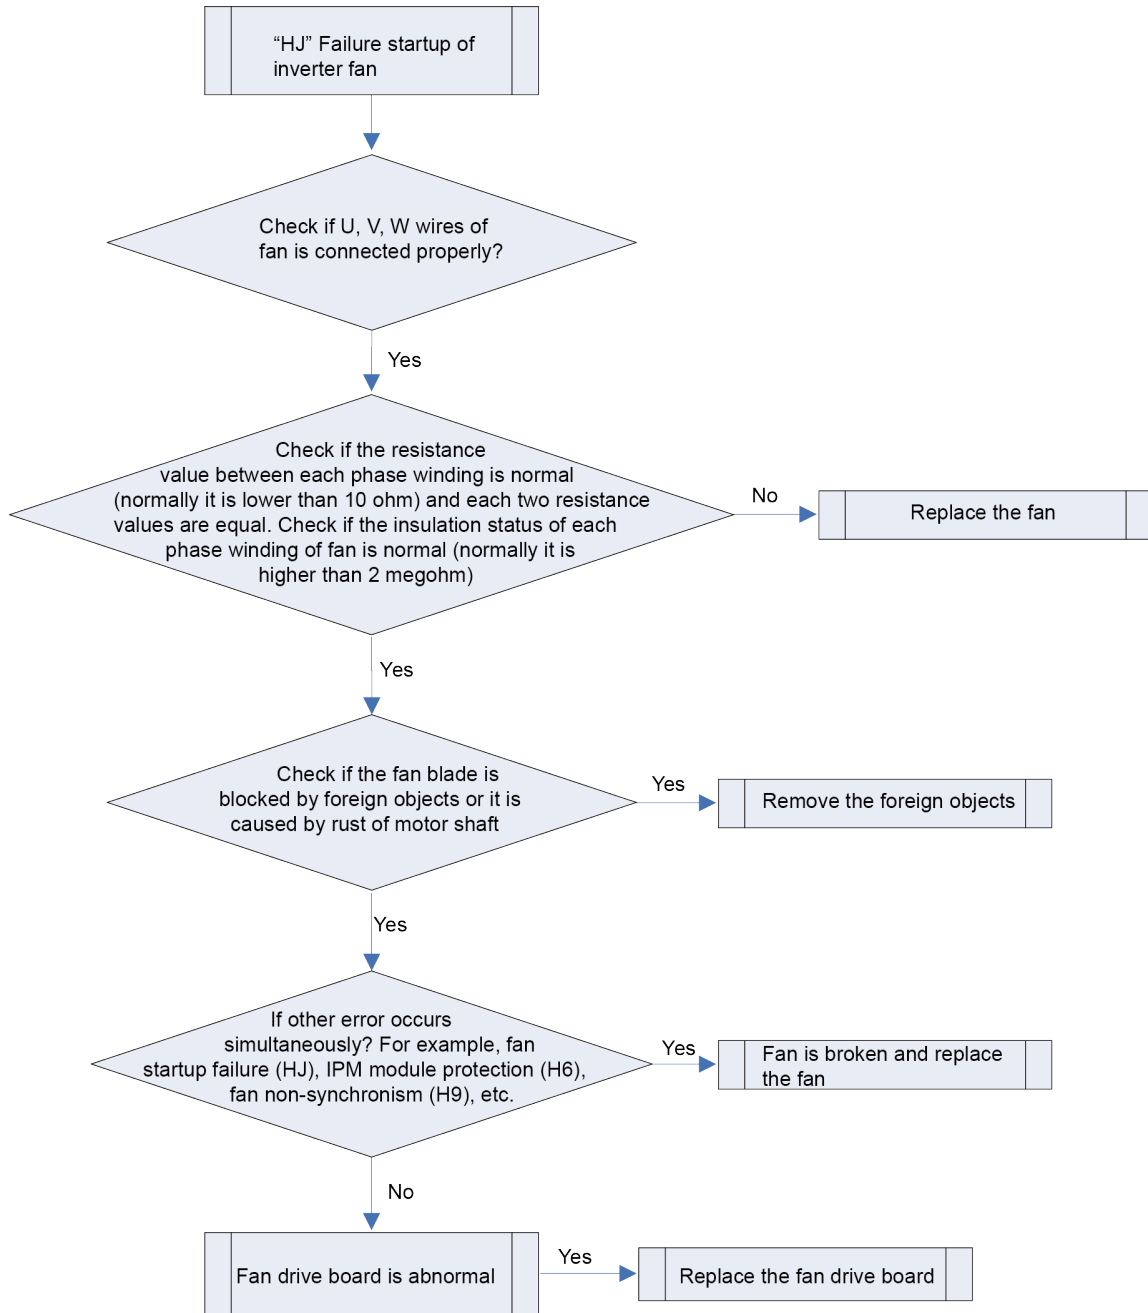 “HJ” Failure startup of
inverter fan
Check if U, V, W wires of
fan is connected properly?
Yes
Check if the resistance
value between each phase winding is normal
(normally it is lower than 10 ohm) and each two resistance
values are equal. Check if the insulation status of each
phase winding of fan is normal (normally it is
higher than 2 megohm)
No
Replace the fan
Yes
Check if the fan blade is
blocked by foreign objects or it is
caused by rust of motor shaft
Yes
Remove the foreign objects
Yes
If other error occurs
simultaneously? For example, fan
startup failure (HJ), IPM module protection (H6),
fan non-synchronism (H9), etc.
Yes
Fan is broken and replace
the fan
No
Fan drive board is abnormal
Yes
Replace the fan drive board